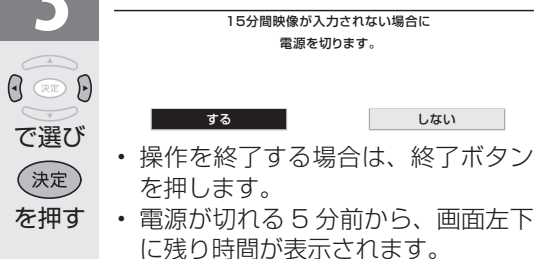 3
15分間映像が入力されない場合に
電源を切ります。
決定
する
しない
で選び
決定
を押す
• 操作を終了する場合は、終了ボタン
を押します。
• 電源が切れる 5 分前から、画面左下
に残り時間が表示されます。